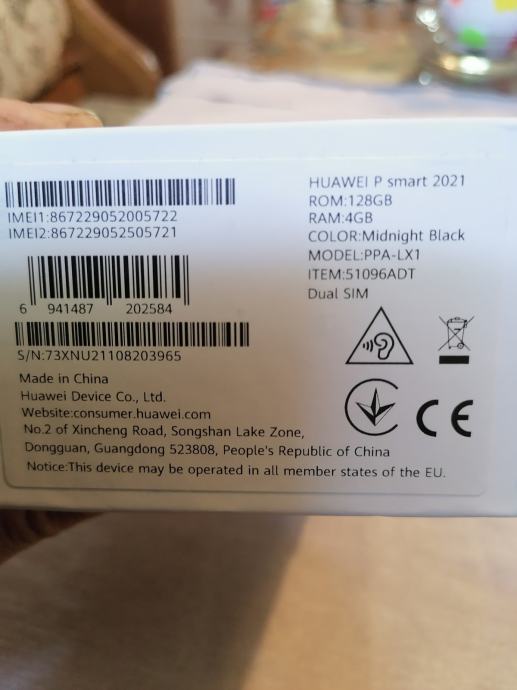 IMEI1:867229052005722
IMEI2:867229052505721
6 941487 202584
S/N:73XNU21108203965
Made in China
Huawei Device Co., Ltd.
Website:consumer.huawei.com
No.2 of Xincheng Road, Songshan Lake Zone,
Dongguan, Guangdong 523808, People's Republic of China
Notice:This device may be operated in all member states of the EU.
HUAWEI P smart 2021
ROM:128GB
RAM:4GB
COLOR:Midnight Black
MODEL:PPA-LX1
ITEM:51096ADT
Dual SIM
CE